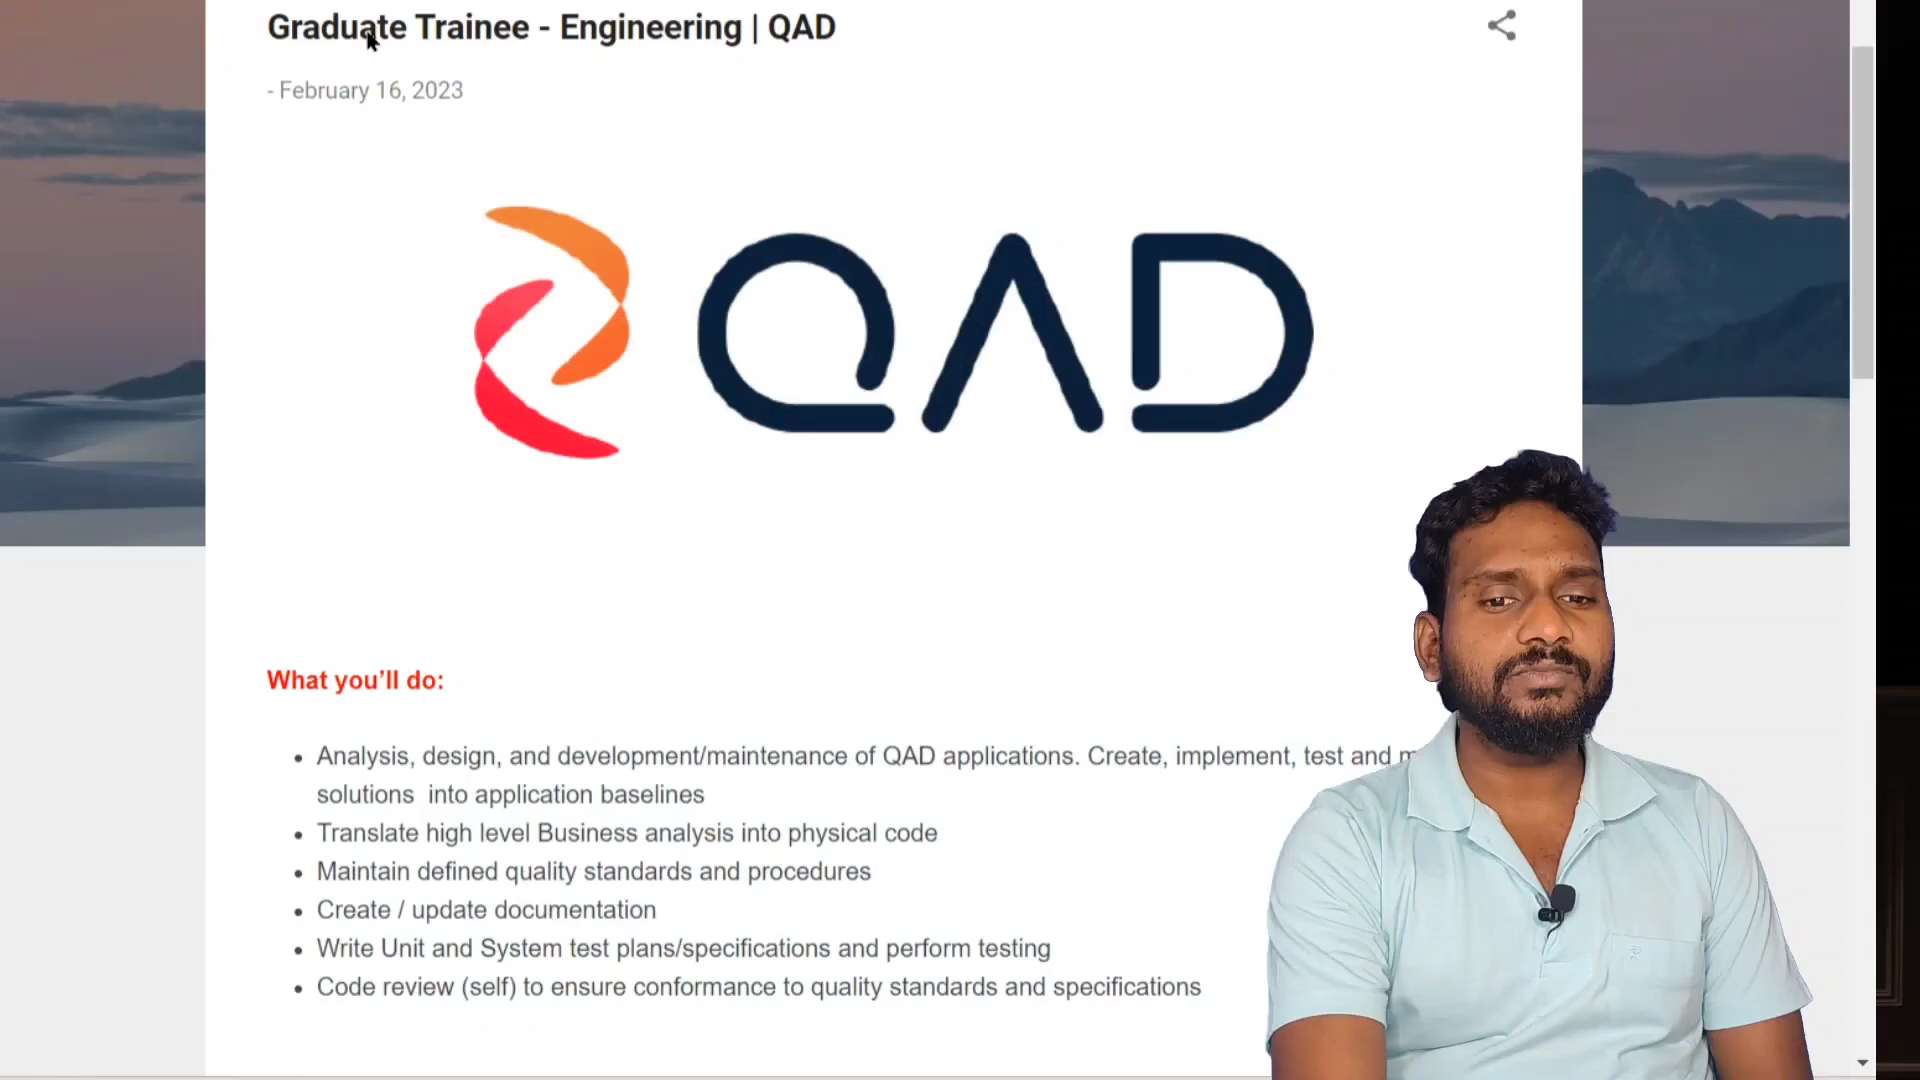 Graduate Trainee - Engineering | QAD
- February 16, 2023
QAD
What you’ll do:
• Analysis, design, and development/maintenance of QAD applications. Create, implement, test and
solutions into application baselines
• Translate high level Business analysis into physical code
• Maintain defined quality standards and procedures
• Create / update documentation
• Write Unit and System test plans/specifications and perform testing
• Code review (self) to ensure conformance to quality standards and specifications